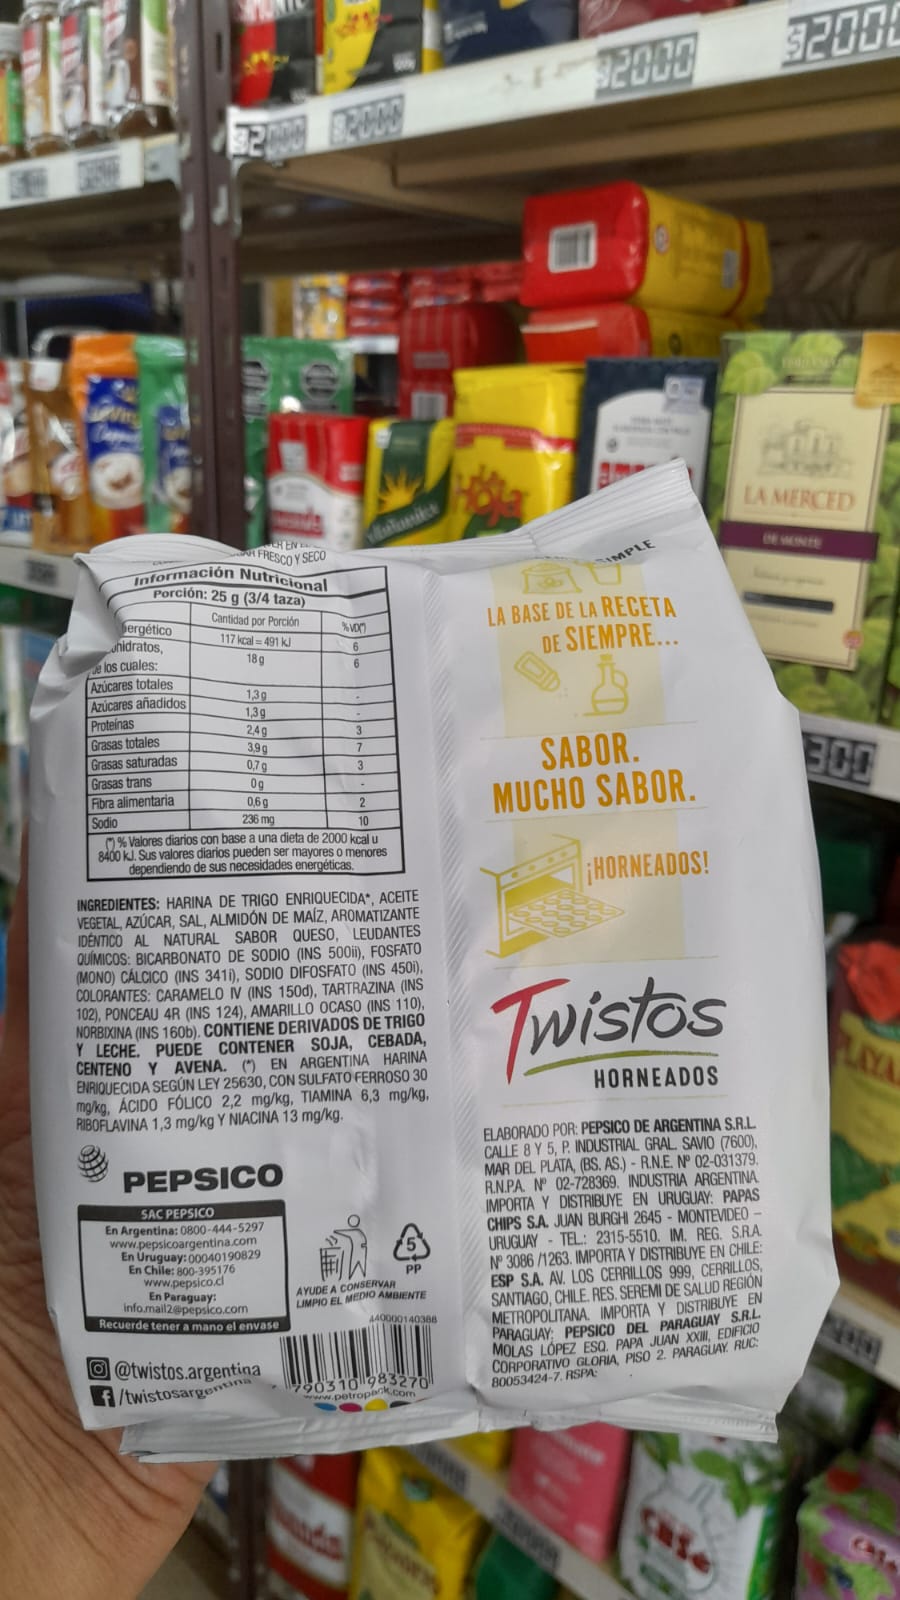 $2000
$2000
$2000
$2000
Hoja
LA MERCED
DE MONTE
300
FRESCO Y SECO
Información Nutricional
Porción: 25 g (3/4 taza)
Cantidad por Porción
%VD(*)
117 kcal = 491 kJ
6
18 g
6
los cuales:
Azúcares totales
1,3 g
-
Azúcares añadidos
1,3 g
-
Proteínas
2,4 g
3
Grasas totales
3,9 g
7
Grasas saturadas
0,7 g
3
Grasas trans
0 g
-
Fibra alimentaria
0,6 g
2
Sodio
236 mg
10
(*) % Valores diarios con base a una dieta de 2000 kcal u
8400 kJ. Sus valores diarios pueden ser mayores o menores
dependiendo de sus necesidades energéticas.
INGREDIENTES: HARINA DE TRIGO ENRIQUECIDA*, ACEITE
VEGETAL, AZÚCAR, SAL, ALMIDÓN DE MAÍZ, AROMATIZANTE
IDÉNTICO AL NATURAL SABOR QUESO, LEUDANTES
QUÍMICOS: BICARBONATO DE SODIO (INS 500ii), FOSFATO
(MONO) CÁLCICO (INS 341i), SODIO DIFOSFATO (INS 450i),
COLORANTES: CARAMELO IV (INS 150d), TARTRAZINA (INS
102), PONCEAU 4R (INS 124), AMARILLO OCASO (INS 110),
NORBIXINA (INS 160b). CONTIENE DERIVADOS DE TRIGO
Y LECHE. PUEDE CONTENER SOJA, CEBADA,
CENTENO Y AVENA. (*) EN ARGENTINA HARINA
ENRIQUECIDA SEGÚN LEY 25630, CON SULFATO FERROSO 30
mg/kg, ÁCIDO FÓLICO 2,2 mg/kg, TIAMINA 6,3 mg/kg,
RIBOFLAVINA 1,3 mg/kg Y NIACINA 13 mg/kg.
PEPSICO
SAC PEPSICO
En Argentina: 0800-444-5297
www.pepsicoargentina.com
En Uruguay: 00040190829
En Chile: 800-395176
www.pepsico.cl
En Paraguay:
info.mail2@pepsico.com
Recuerde tener a mano el envase
AYUDE A CONSERVAR
LIMPIO EL MEDIO AMBIENTE
5
PP
440000140388
7790310983270
www.petropack.com
@twistos.argentina
/twistosargentina
SIMPLE
LA BASE DE LA RECETA
DE SIEMPRE...
SABOR.
MUCHO SABOR.
¡HORNEADOS!
Twistos
HORNEADOS
ELABORADO POR: PEPSICO DE ARGENTINA S.R.L.
CALLE 8 Y 5, P. INDUSTRIAL GRAL. SAVIO (7600),
MAR DEL PLATA, (BS. AS.) - R.N.E. Nº 02-031379.
R.N.P.A. Nº 02-728369. INDUSTRIA ARGENTINA.
IMPORTA Y DISTRIBUYE EN URUGUAY: PAPAS
CHIPS S.A. JUAN BURGHI 2645 - MONTEVIDEO –
URUGUAY - TEL.: 2315-5510. IM. REG. S.R.A.
Nº 3086 /1263. IMPORTA Y DISTRIBUYE EN CHILE:
ESP S.A. AV. LOS CERRILLOS 999, CERRILLOS,
SANTIAGO, CHILE. RES. SEREMI DE SALUD REGIÓN
METROPOLITANA. IMPORTA Y DISTRIBUYE EN
PARAGUAY: PEPSICO DEL PARAGUAY S.R.L.
MOLAS LÓPEZ ESQ. PAPA JUAN XXIII, EDIFICIO
CORPORATIVO GLORIA, PISO 2. PARAGUAY. RUC:
80053424-7. RSPA: